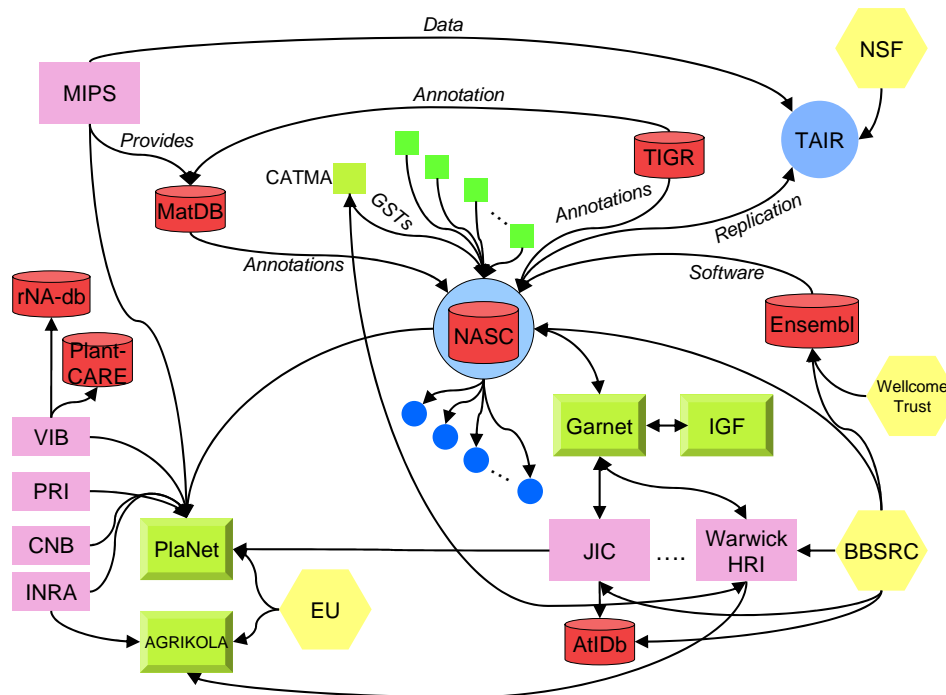 Data
NSF
MIPS
Annotation
Provides
TAIR
TIGR
CATMA
MatDB
GSTs
Annotations
Replication
Annotations
Software
rNA-db
NASC
Ensembl
Plant-
CARE
Wellcome
Trust
VIB
Garnet
IGF
PRI
CNB
PlaNet
JIC
....
Warwick
HRI
BBSRC
INRA
EU
AGRIKOLA
AtIDb